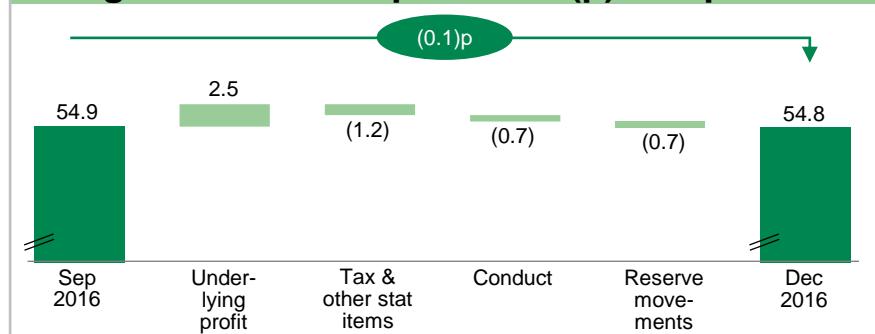 (0.1)p
54.9
2.5
(1.2)
(0.7)
(0.7)
54.8
Sep
2016
Under-
lying
profit
Tax &
other stat
items
Conduct
Reserve
move-
ments
Dec
2016